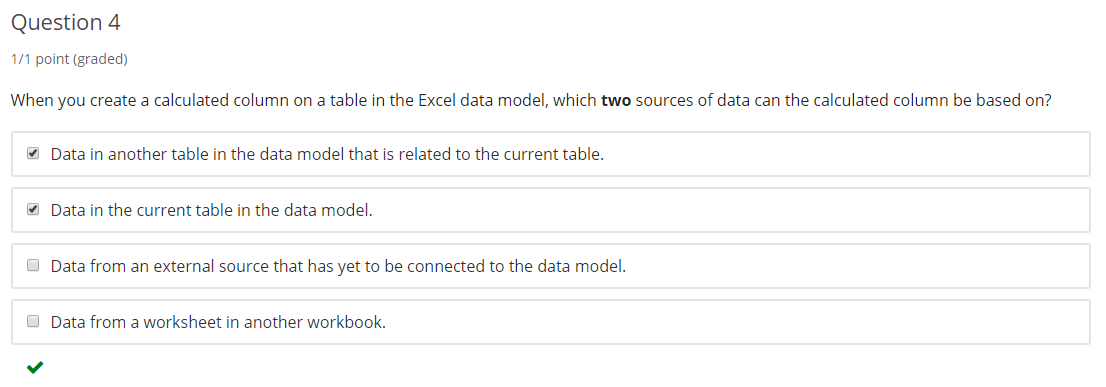 Question 4
1/1 point (graded)
When you create a calculated column on a table in the Excel data model, which two sources of data can the calculated column be based on?
Data in another table in the data model that is related to the current table.
Data in the current table in the data model.
Data from an external source that has yet to be connected to the data model.
Data from a worksheet in another workbook.